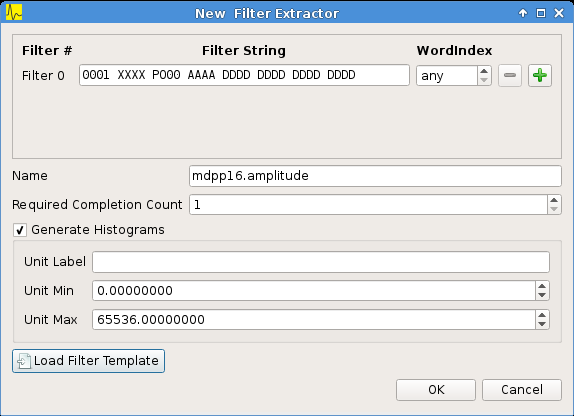 New Filter Extractor
Filter # Filter String WordIndex
Filter 0 0001 XXXX PO00 AAAA DDDD DDDD DDDD DDDD any
Name mdpp16.amplitude
Required Completion Count 1
Generate Histograms
Unit Label
Unit Min 0.00000000
Unit Max 65536.00000000
Load Filter Template
OK Cancel